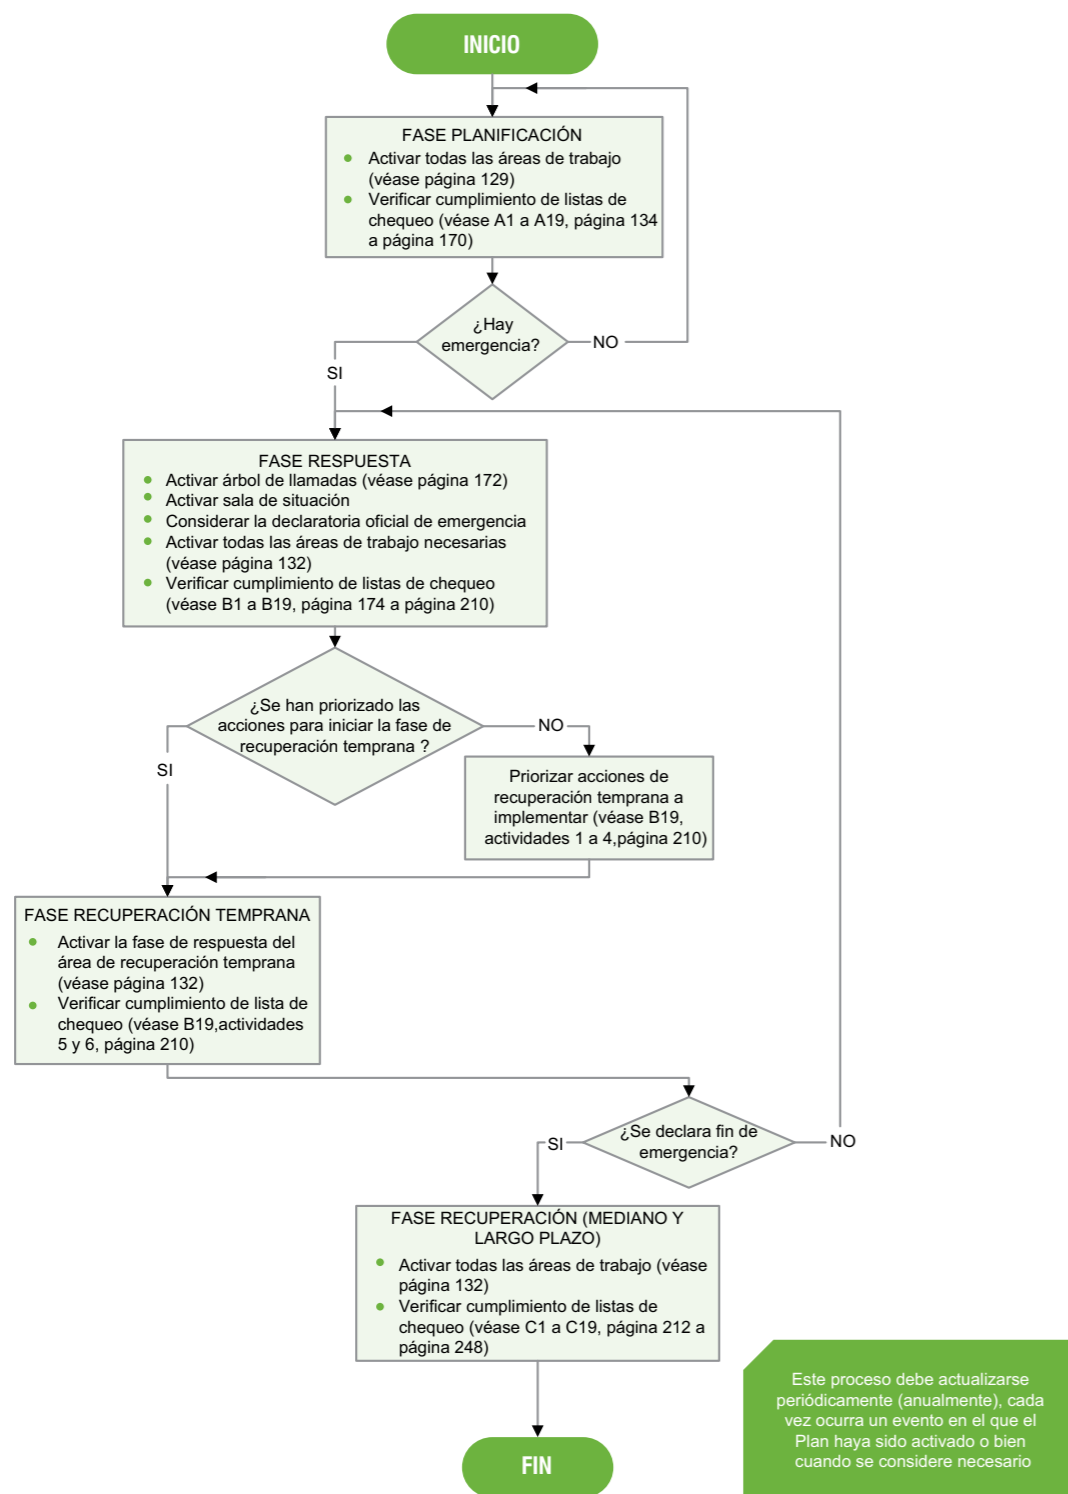 INICIO
FASE PLANIFICACIÓN
Activar todas las áreas de trabajo
(véase página 129)
Verificar cumplimiento de listas de
chequeo (véase A1 a A19, página 134
a página 170)
¿Hay
emergencia?
NO
SI
FASE RESPUESTA
Activar árbol de llamadas (véase página 172)
Activar sala de situación
Considerar la declaratoria oficial de emergencia
Activar todas las áreas de trabajo necesarias
(véase página 132)
Verificar cumplimiento de listas de chequeo
(véase B1 a B19, página 174 a página 210)
¿Se han priorizado las
acciones para iniciar la fase de
recuperación temprana ?
NO
SI
Priorizar acciones de
recuperación temprana a
implementar (véase B19,
actividades 1 a 4,página 210)
FASE RECUPERACIÓN TEMPRANA
Activar la fase de respuesta del
área de recuperación temprana
(véase página 132)
Verificar cumplimiento de lista de
chequeo (véase B19,actividades
5 y 6, página 210)
¿Se declara fin de
emergencia?
SI
NO
FASE RECUPERACIÓN (MEDIANO Y
LARGO PLAZO)
Activar todas las áreas de trabajo (véase
página 132)
Verificar cumplimiento de listas de
chequeo (véase C1 a C19, página 212 a
página 248)
FIN
Este proceso debe actualizarse
periódicamente (anualmente), cada
vez ocurra un evento en el que el
Plan haya sido activado o bien
cuando se considere necesario